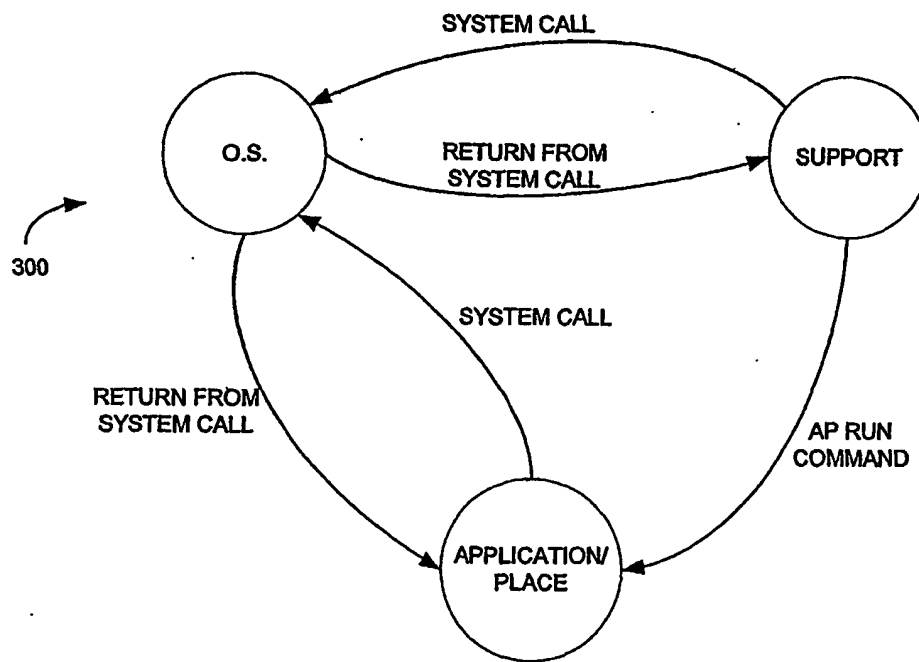 SYSTEM CALL
O.S.
RETURN FROM
SYSTEM CALL
SUPPORT
300
SYSTEM CALL
RETURN FROM
SYSTEM CALL
AP RUN
COMMAND
APPLICATION/
PLACE